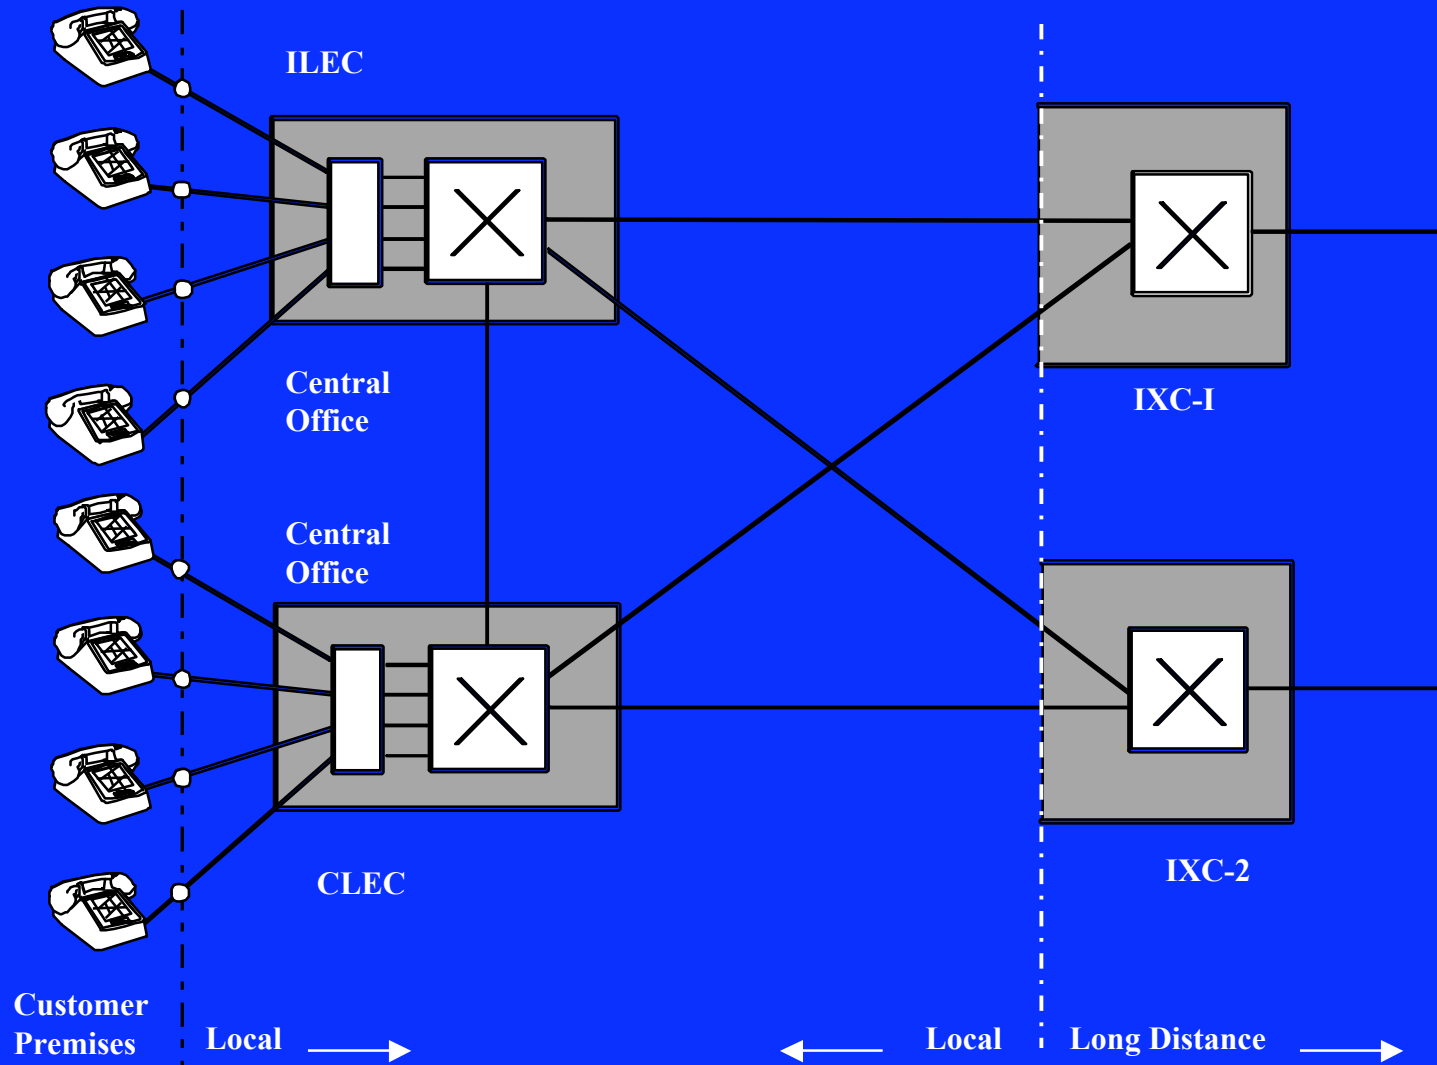 ILEC
Central
Office
Central
Office
CLEC
IXC-I
IXC-2
Customer
Premises
Local
Local
Long Distance